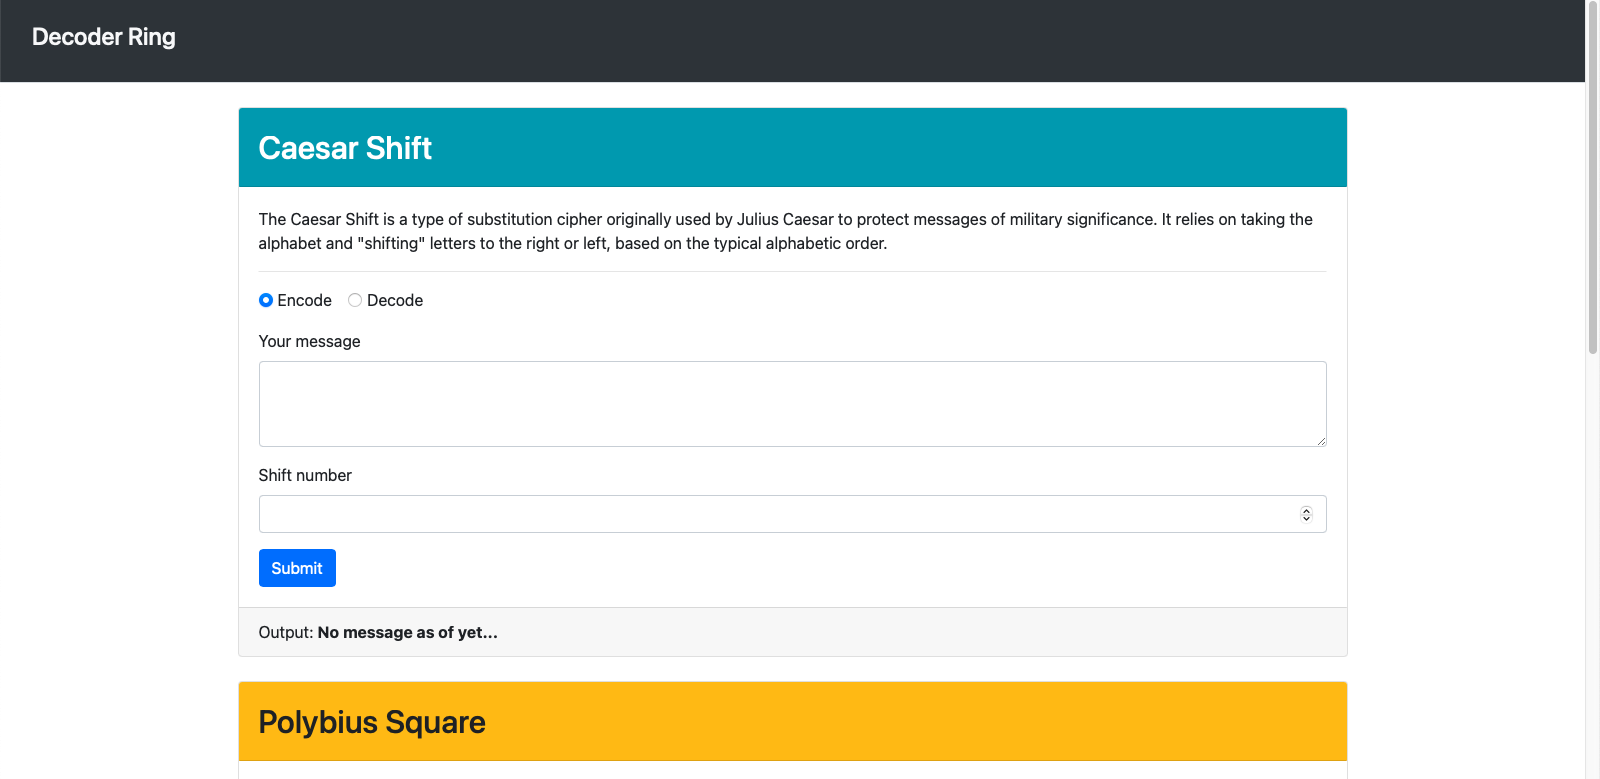 Decoder Ring
Caesar Shift
The Caesar Shift is a type of substitution cipher originally used by Julius Caesar to protect messages of military significance. It relies on taking the
alphabet and "shifting" letters to the right or left, based on the typical alphabetic order.
Encode Decode
Your message
Shift number
Submit
Output: No message as of yet...
Polybius Square